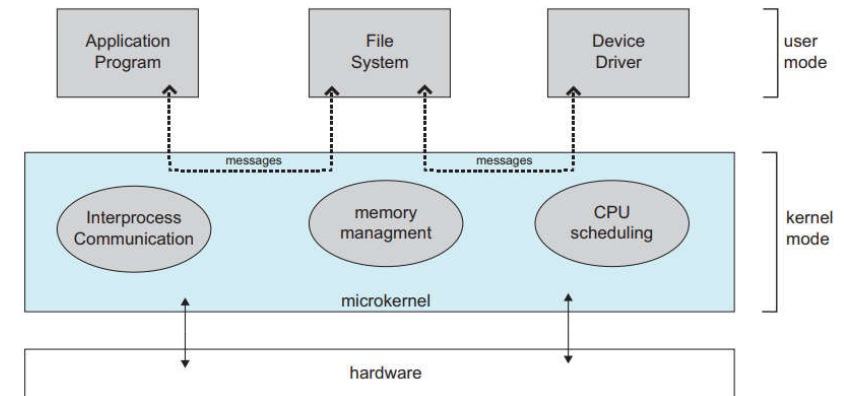 Application
Program
File
System
Device
Driver
user
mode
messages
messages
Interprocess
Communication
memory
managment
CPU
scheduling
kernel
mode
microkernel
hardware